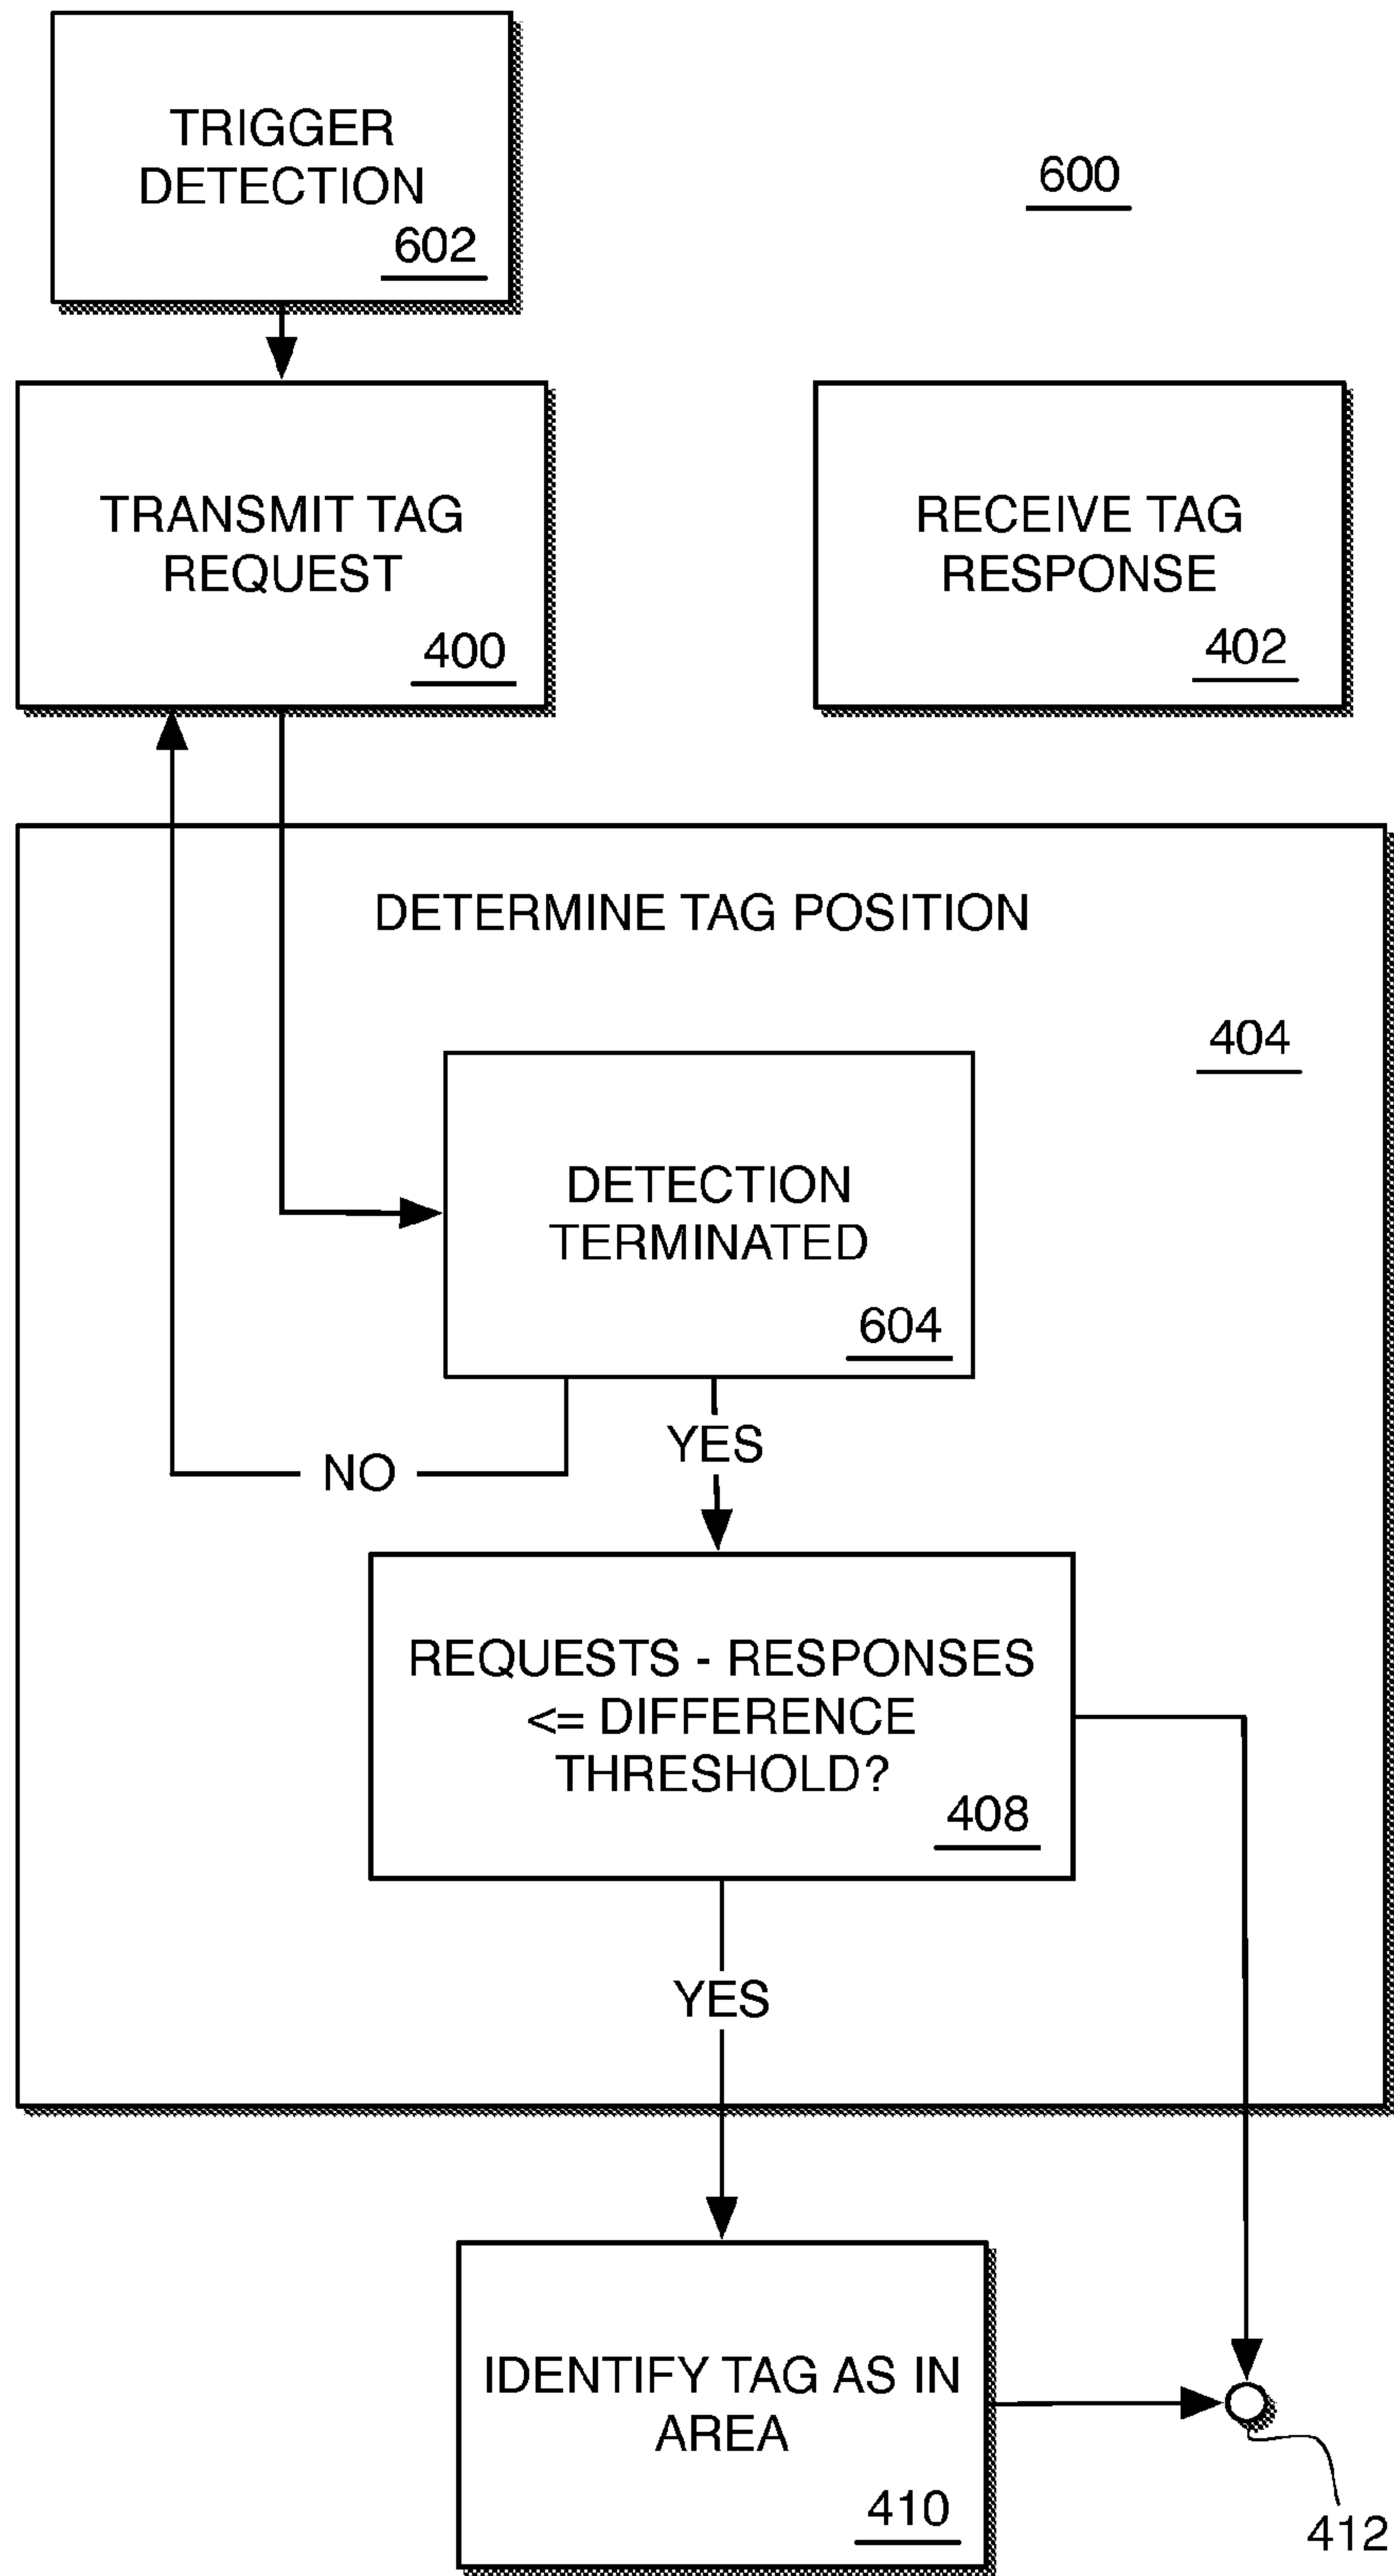 TRIGGER
DETECTION
602
600
TRANSMIT TAG
REQUEST
400
RECEIVE TAG
RESPONSE
402
DETERMINE TAG POSITION
404
DETECTION
TERMINATED
604
YES
NO
REQUESTS - RESPONSES
<= DIFFERENCE
THRESHOLD?
408
YES
IDENTIFY TAG AS IN
AREA
410
412